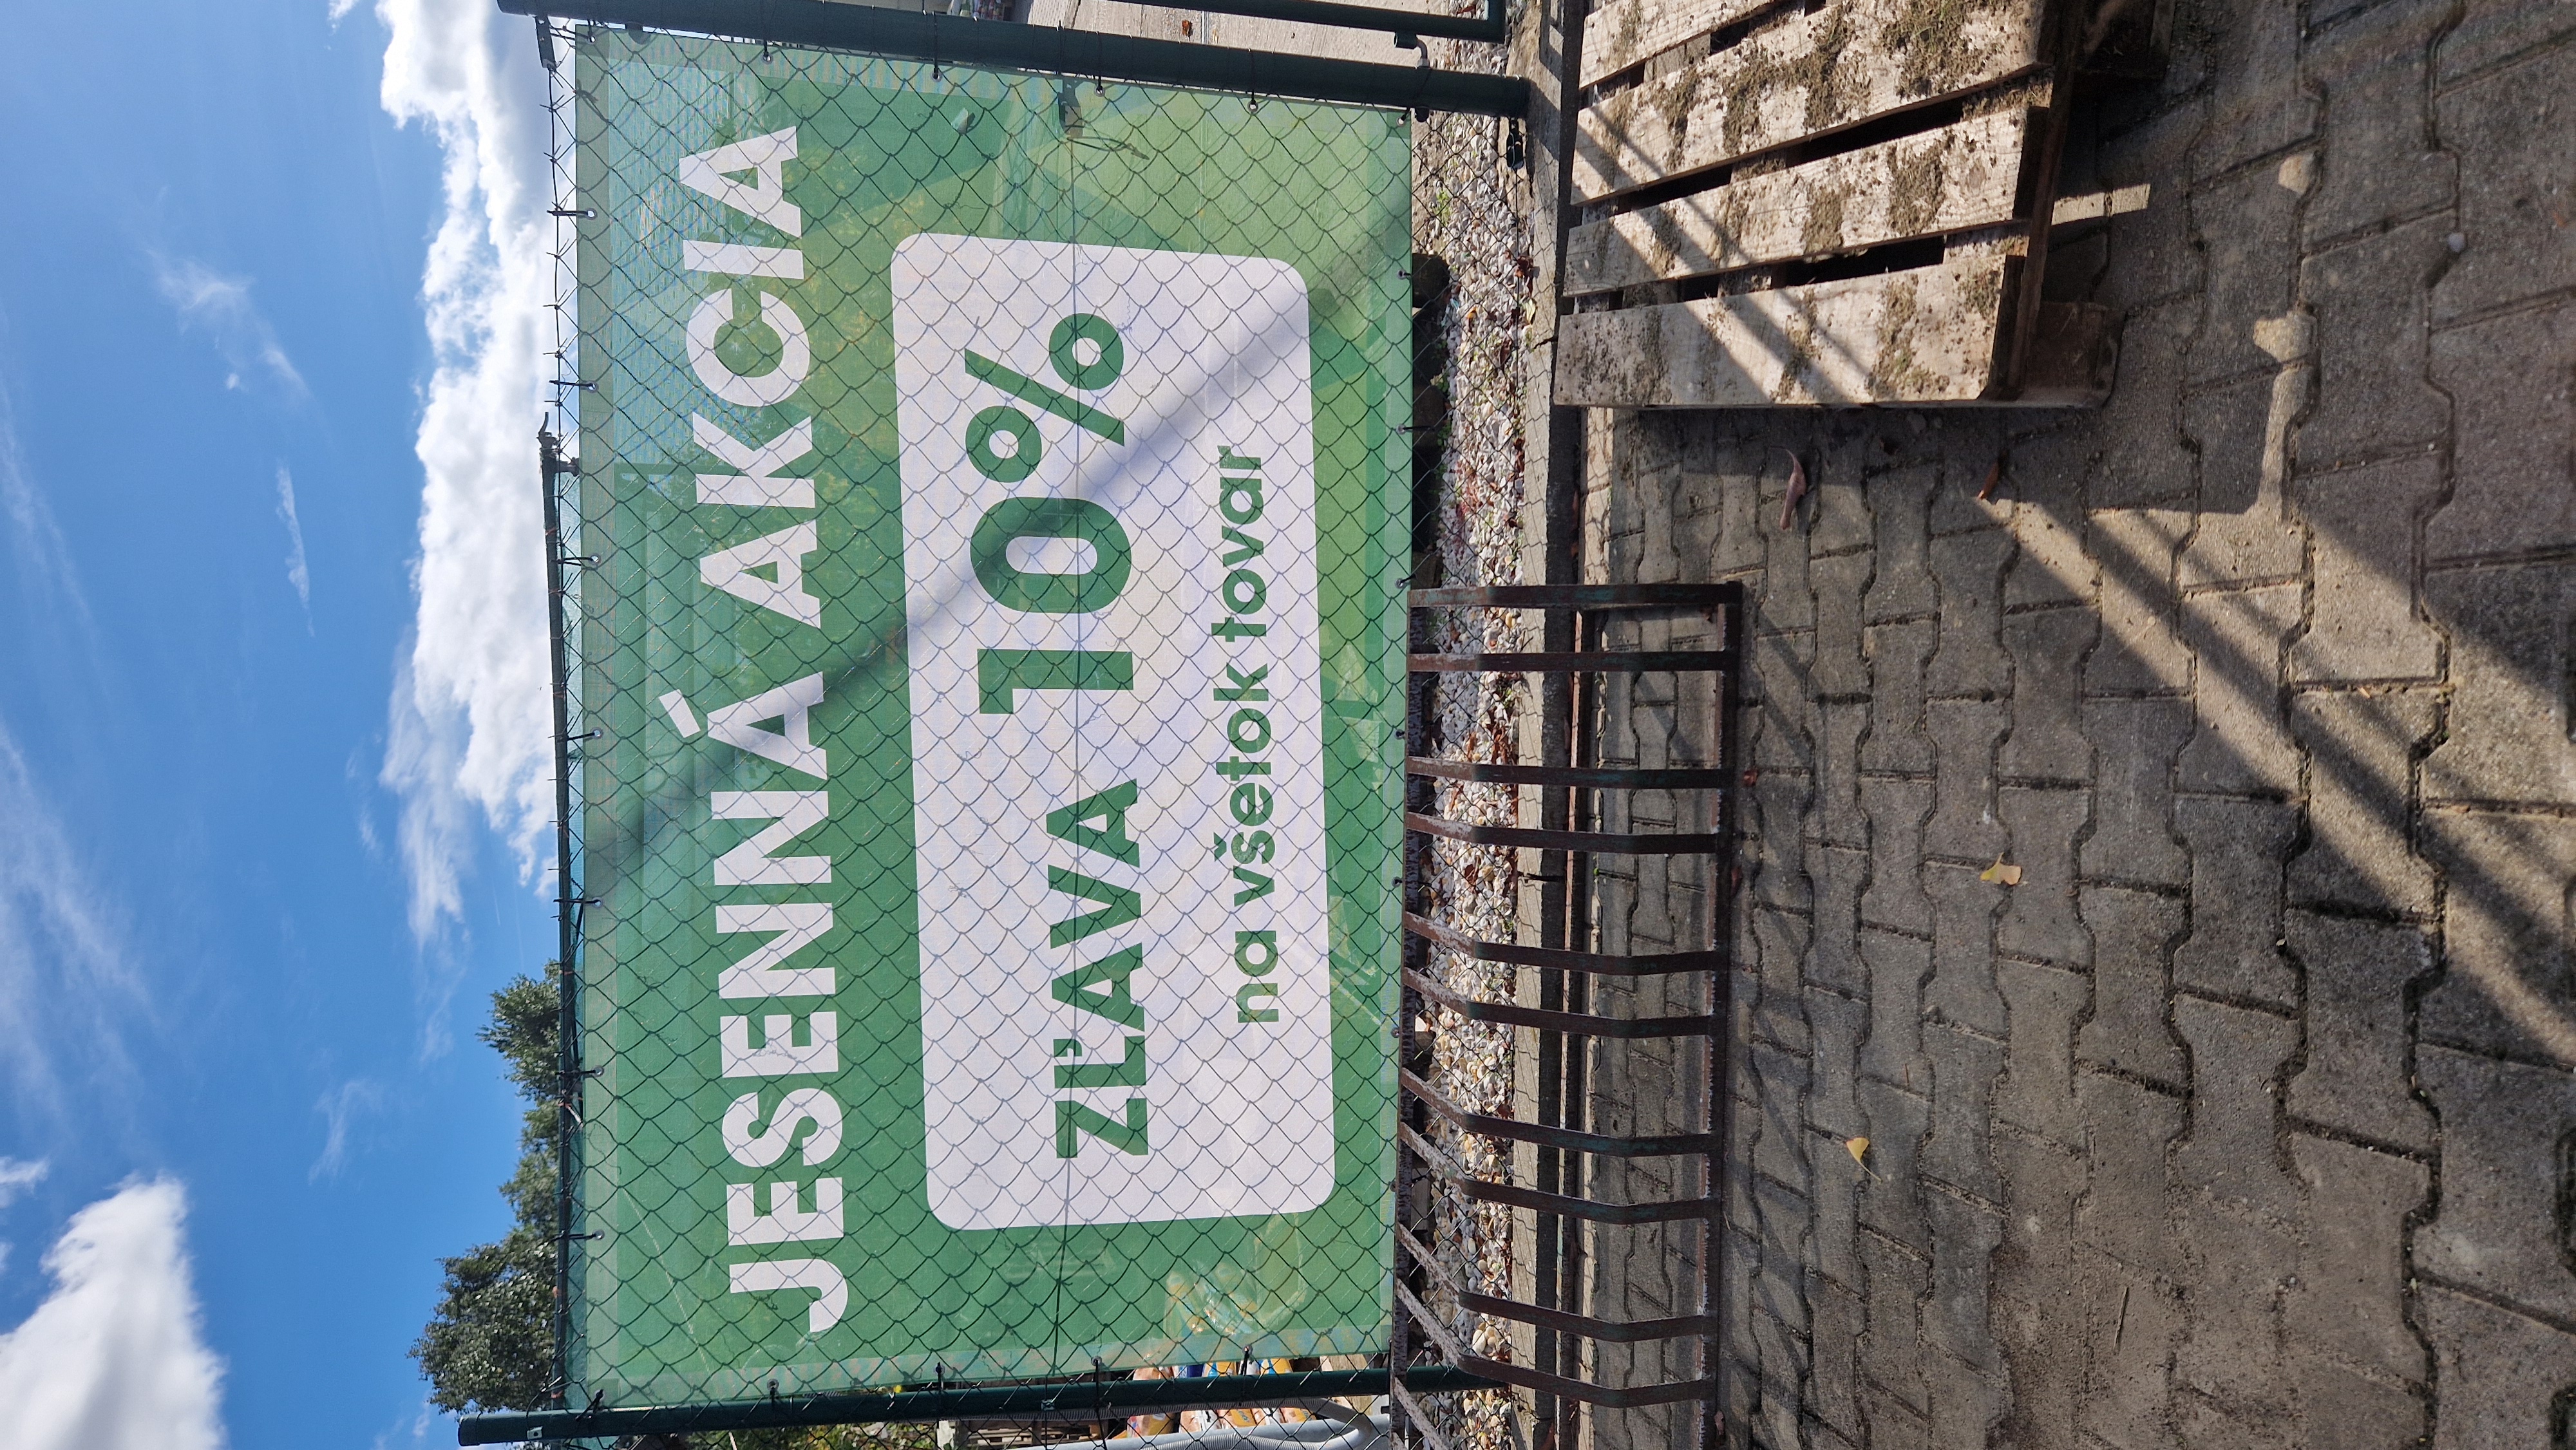 JESENNÁ AKCIA
ZĽAVA 10%
na všetok tovar